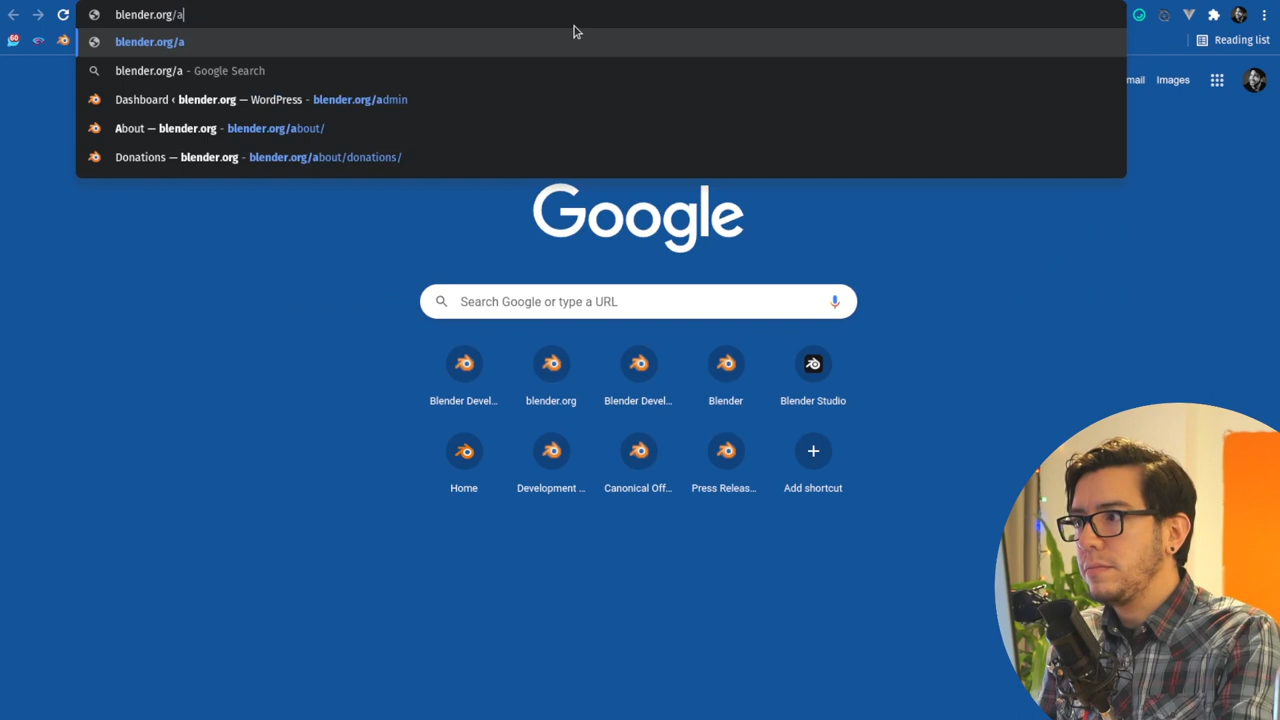 blender.org/a
blender.org/a
blender.org/a - Google Search
Dashboard ‹ blender.org — WordPress - blender.org/admin
About — blender.org - blender.org/about/
Donations — blender.org - blender.org/about/donations/
60
Reading list
mail
Images
Google
Search Google or type a URL
Blender Devel...
blender.org
Blender Devel...
Blender
Blender Studio
Home
Development ...
Canonical Off...
Press Releas...
Add shortcut